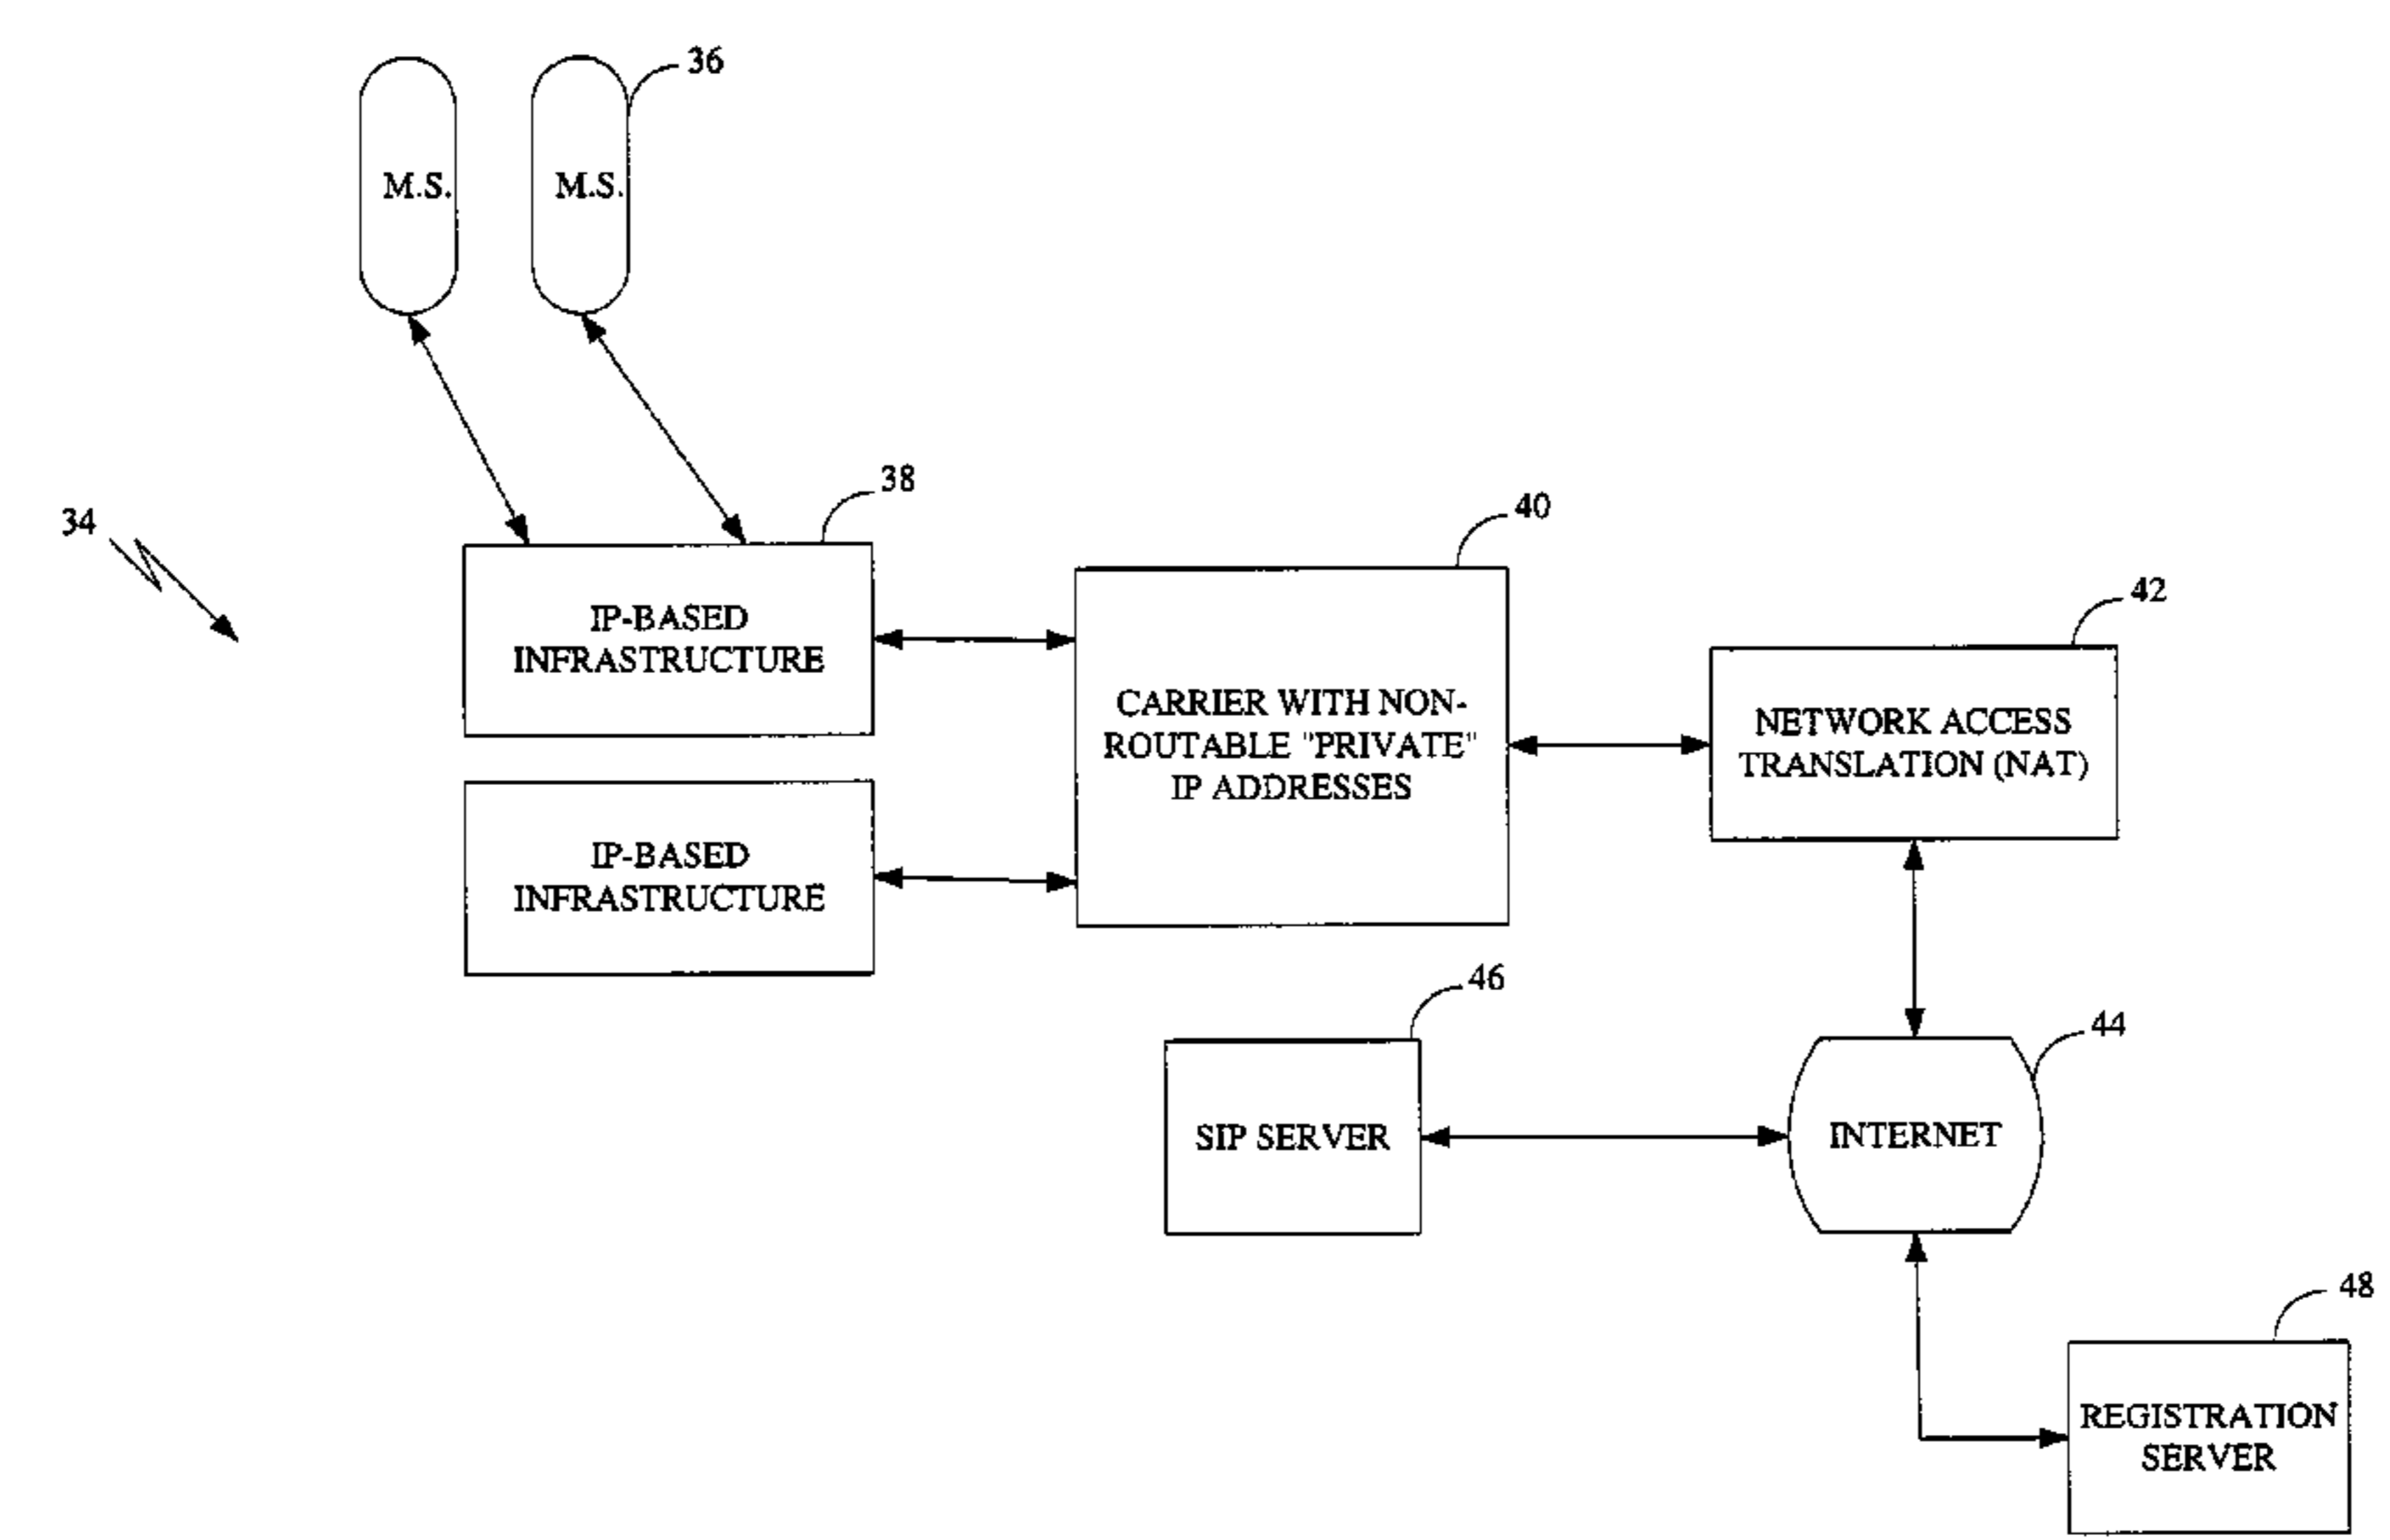 36
M.S.
M.S.
38
34
40
IP-BASED
INFRASTRUCTURE
42
CARRIER WITH NON-
ROUTABLE "PRIVATE"
IP ADDRESSES
NETWORK ACCESS
TRANSLATION (NAT)
IP-BASED
INFRASTRUCTURE
46
44
SIP SERVER
INTERNET
48
REGISTRATION
SERVER